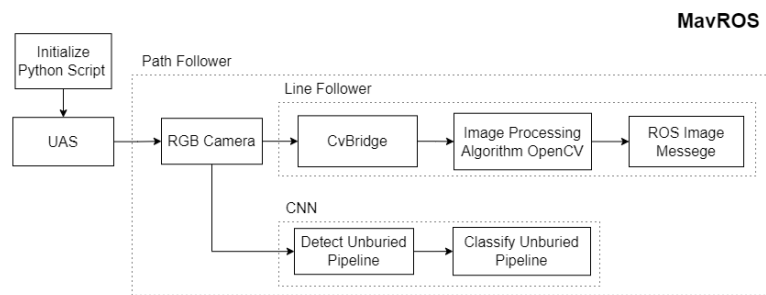 MavROS
Initialize
Python Script
Path Follower
Line Follower
UAS
RGB Camera
CvBridge
Image Processing
Algorithm OpenCV
ROS Image
Messege
CNN
Detect Unburied
Pipeline
Classify Unburied
Pipeline